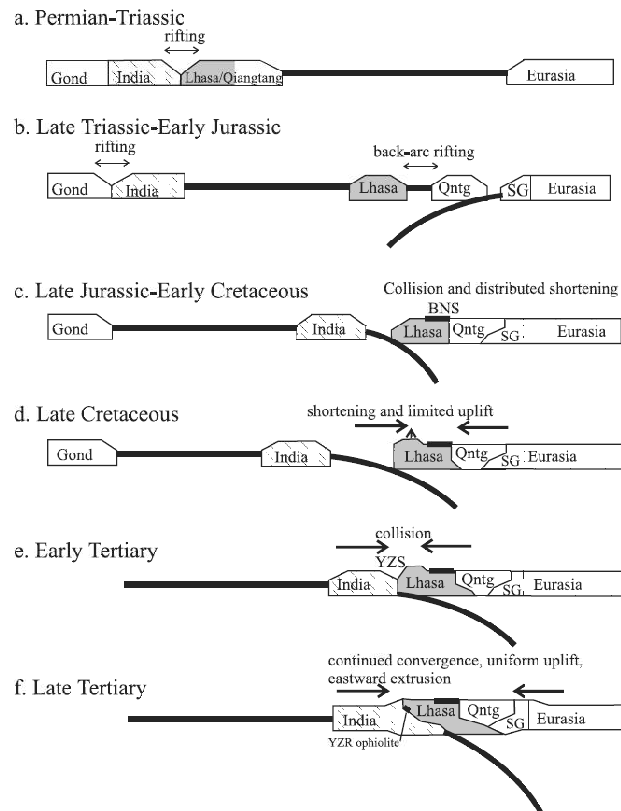 a. Permian-Triassic
rifting
Gond India Lhasa/Qiangtang Eurasia
b. Late Triassic-Early Jurassic
rifting back-arc rifting
Gond India Lhasa Qntg SG Eurasia
c. Late Jurassic-Early Cretaceous Collision and distributed shortening
BNS
Gond India Lhasa Qntg SG Eurasia
d. Late Cretaceous shortening and limited uplift
Gond India Lhasa Qntg SG Eurasia
collision
e. Early Tertiary YZS
India Lhasa Qntg SG Eurasia
continued convergence, uniform uplift,
f. Late Tertiary eastward extrusion
India Lhasa Qntg SG Eurasia
YZR ophiolite